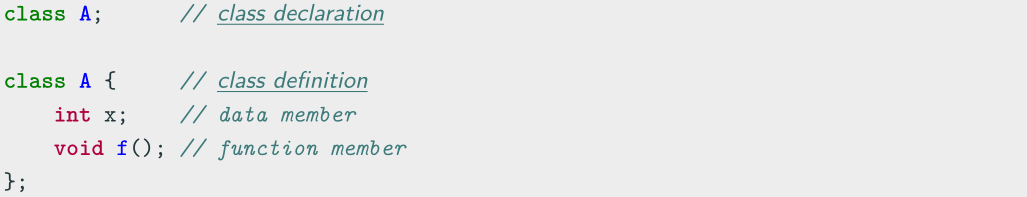 class A;      // class declaration
class A {     // class definition
    int x;    // data member
    void f(); // function member
};